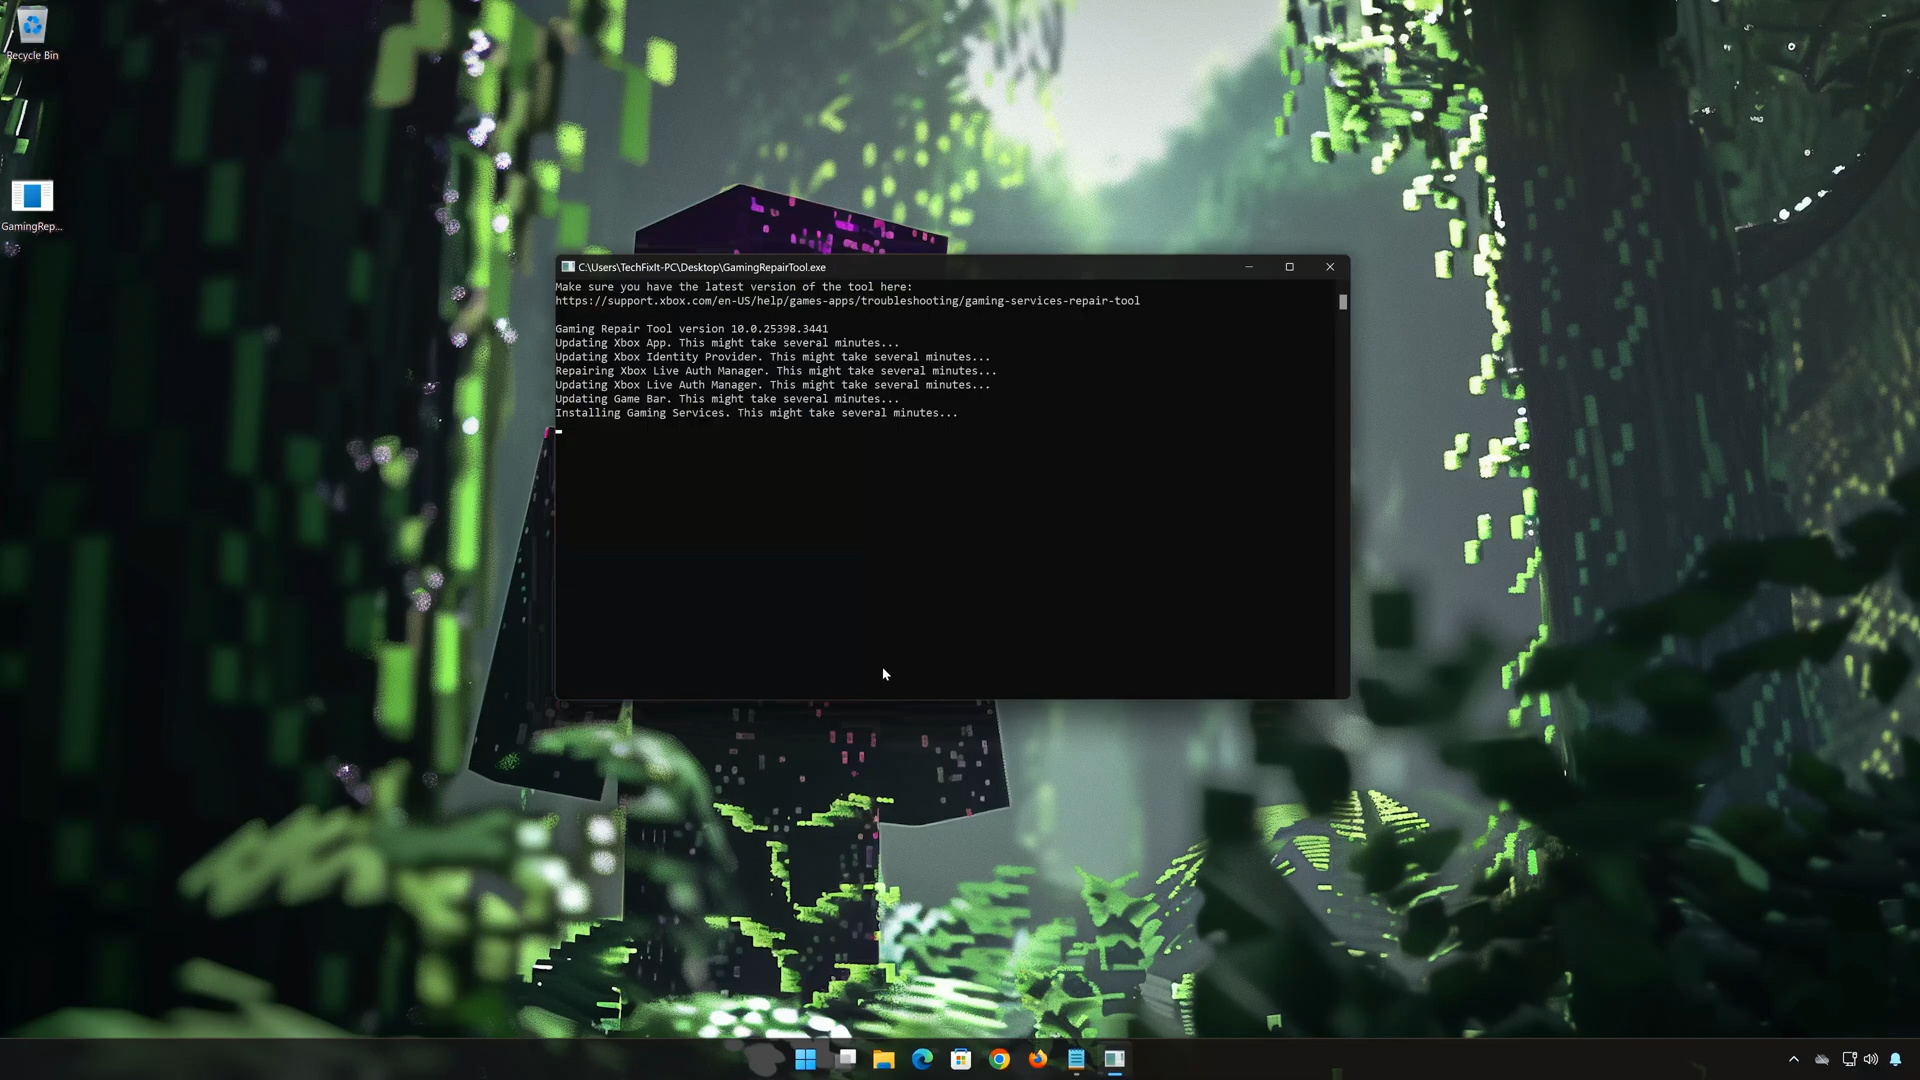 Recycle Bin
GamingRep...
C:\Users\TechFixIt-PC\Desktop\GamingRepairTool.exe
Make sure you have the latest version of the tool here:
https://support.xbox.com/en-US/help/games-apps/troubleshooting/gaming-services-repair-tool
Gaming Repair Tool version 10.0.25398.3441
Updating Xbox App. This might take several minutes...
Updating Xbox Identity Provider. This might take several minutes...
Repairing Xbox Live Auth Manager. This might take several minutes...
Updating Xbox Live Auth Manager. This might take several minutes...
Updating Game Bar. This might take several minutes...
Installing Gaming Services. This might take several minutes...